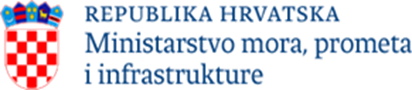 REPUBLIKA HRVATSKA
Ministarstvo mora, prometa
i infrastrukture